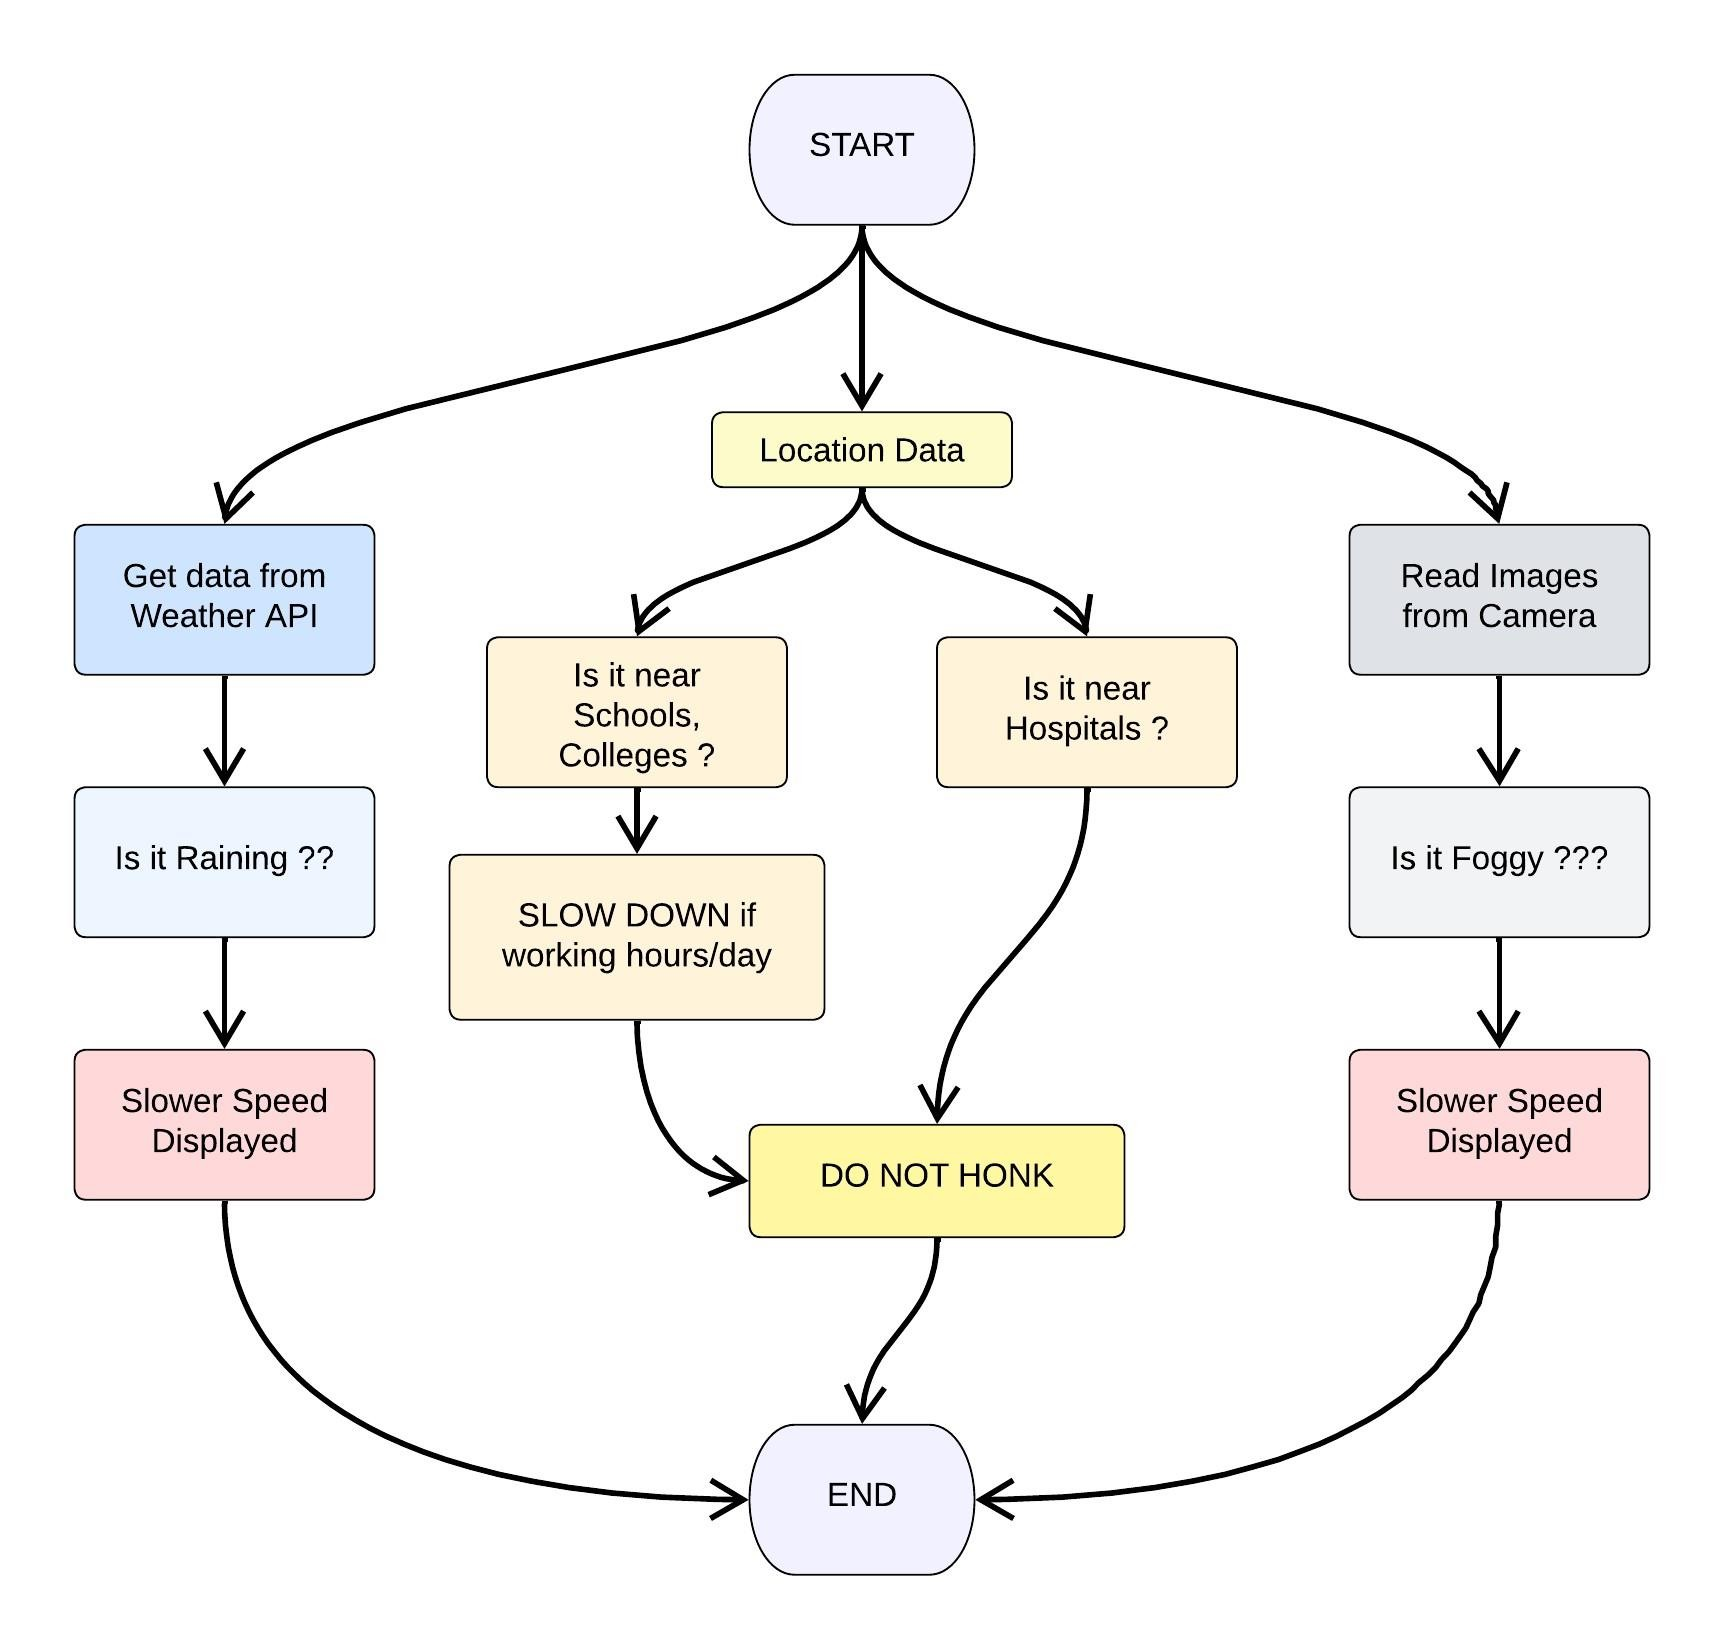 START
Location Data
Get data from
Weather API
Read Images
from Camera
Is it near
Schools,
Colleges ?
Is it near
Hospitals ?
Is it Raining ??
Is it Foggy ???
SLOW DOWN if
working hours/day
Slower Speed
Displayed
DO NOT HONK
Slower Speed
Displayed
END